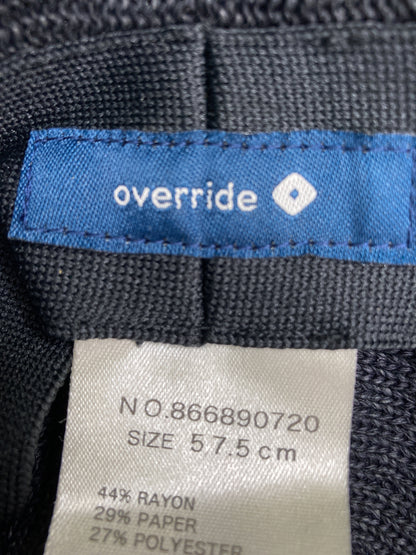 override
NO.866890720
SIZE 57.5cm
44% RAYON
29% PAPER
27% POLYESTER